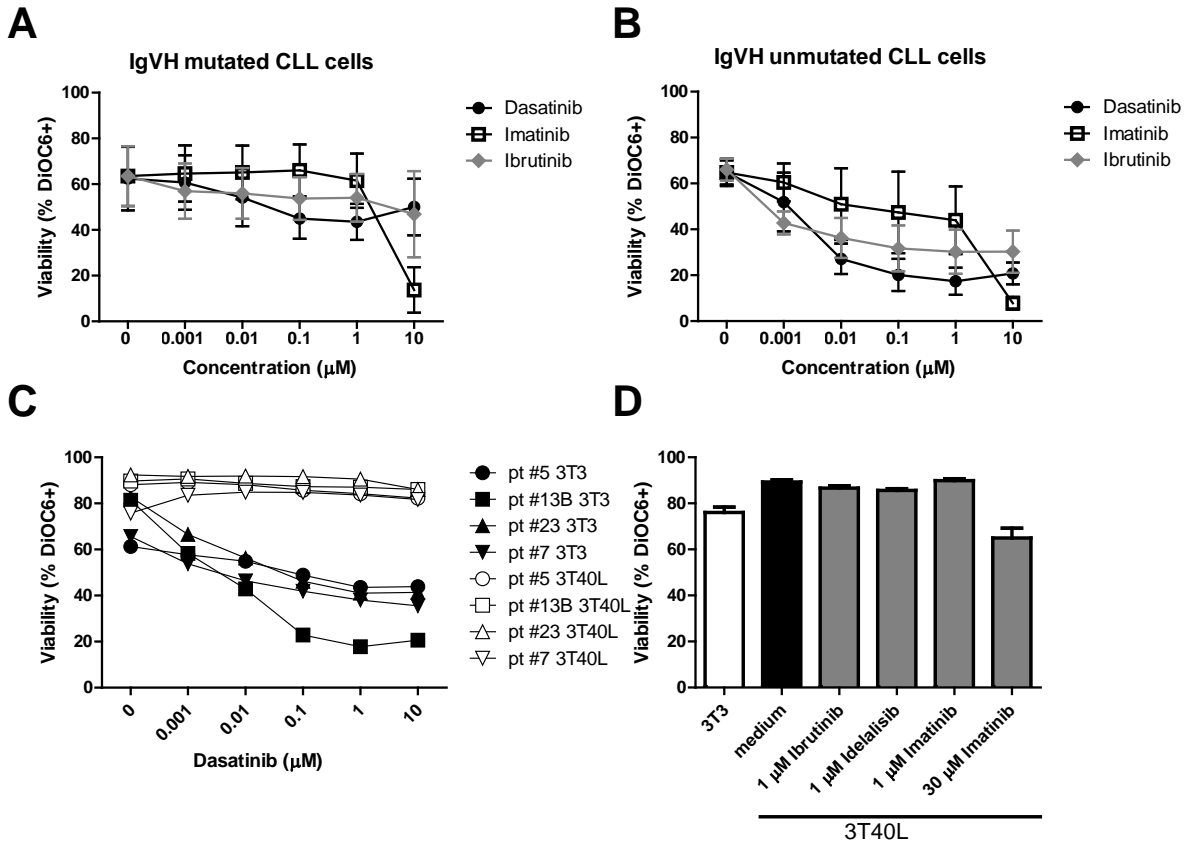 A
IgVH mutated CLL cells
Viability (% DiOC6+)
100
80
60
40
20
0
0 0.001 0.01 0.1 1 10
Concentration (µM)
Dasatinib
Imatinib
Ibrutinib
B
IgVH unmutated CLL cells
Viability (% DiOC6+)
100
80
60
40
20
0
0 0.001 0.01 0.1 1 10
Concentration (µM)
Dasatinib
Imatinib
Ibrutinib
C
Viability (% DiOC6+)
100
80
60
40
20
0
0 0.001 0.01 0.1 1 10
Dasatinib (µM)
pt #5 3T3
pt #13B 3T3
pt #23 3T3
pt #7 3T3
pt #5 3T40L
pt #13B 3T40L
pt #23 3T40L
pt #7 3T40L
D
Viability (% DiOC6+)
100
80
60
40
20
0
3T3
medium
1 µM Ibrutinib
1 µM Idelalisib
1 µM Imatinib
30 µM Imatinib
3T40L